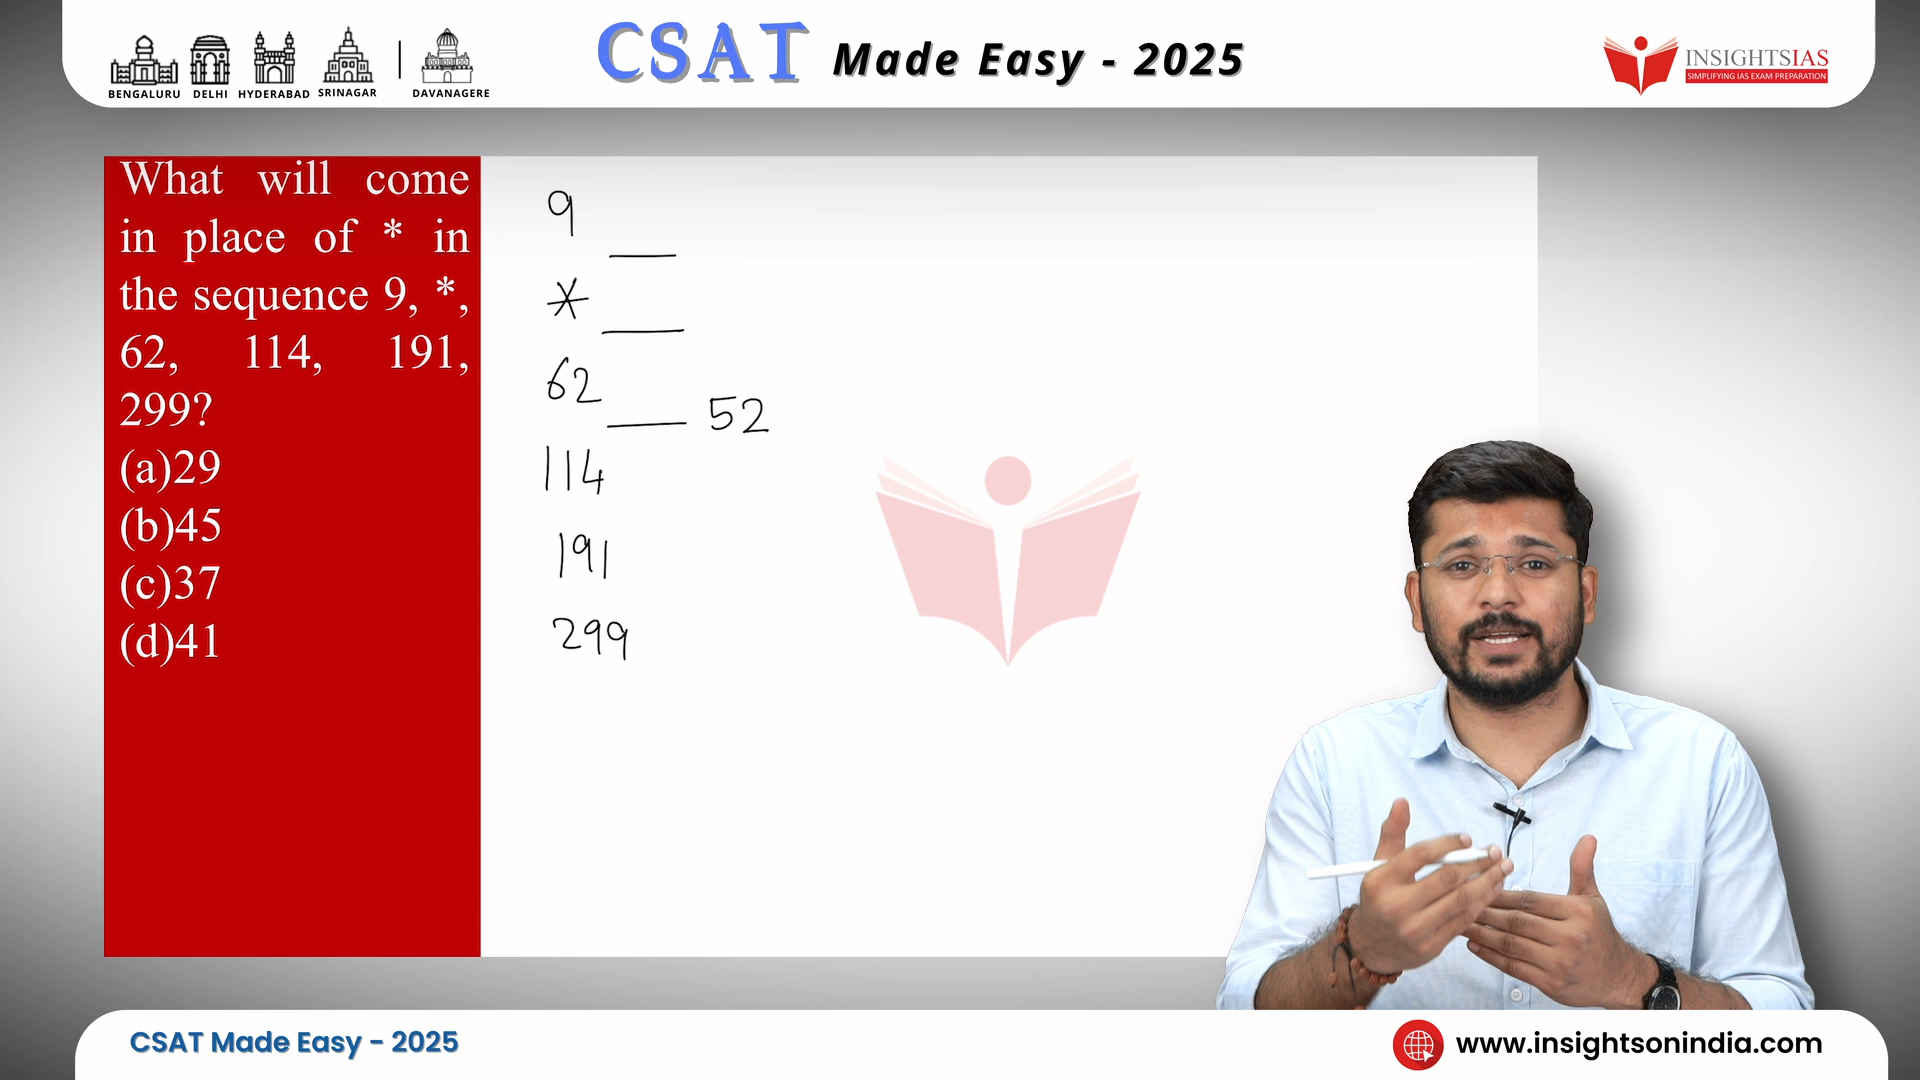 CSAT Made Easy - 2025
BENGALURU DELHI HYDERABAD SRINAGAR DAVANAGERE
INSIGHTSIAS
SIMPLIFYING IAS EXAM PREPARATION
What will come
in place of * in
the sequence 9, *,
62, 114, 191,
299?
(a)29
(b)45
(c)37
(d)41
9
*
62
52
114
191
299
CSAT Made Easy - 2025
www.insightsonindia.com